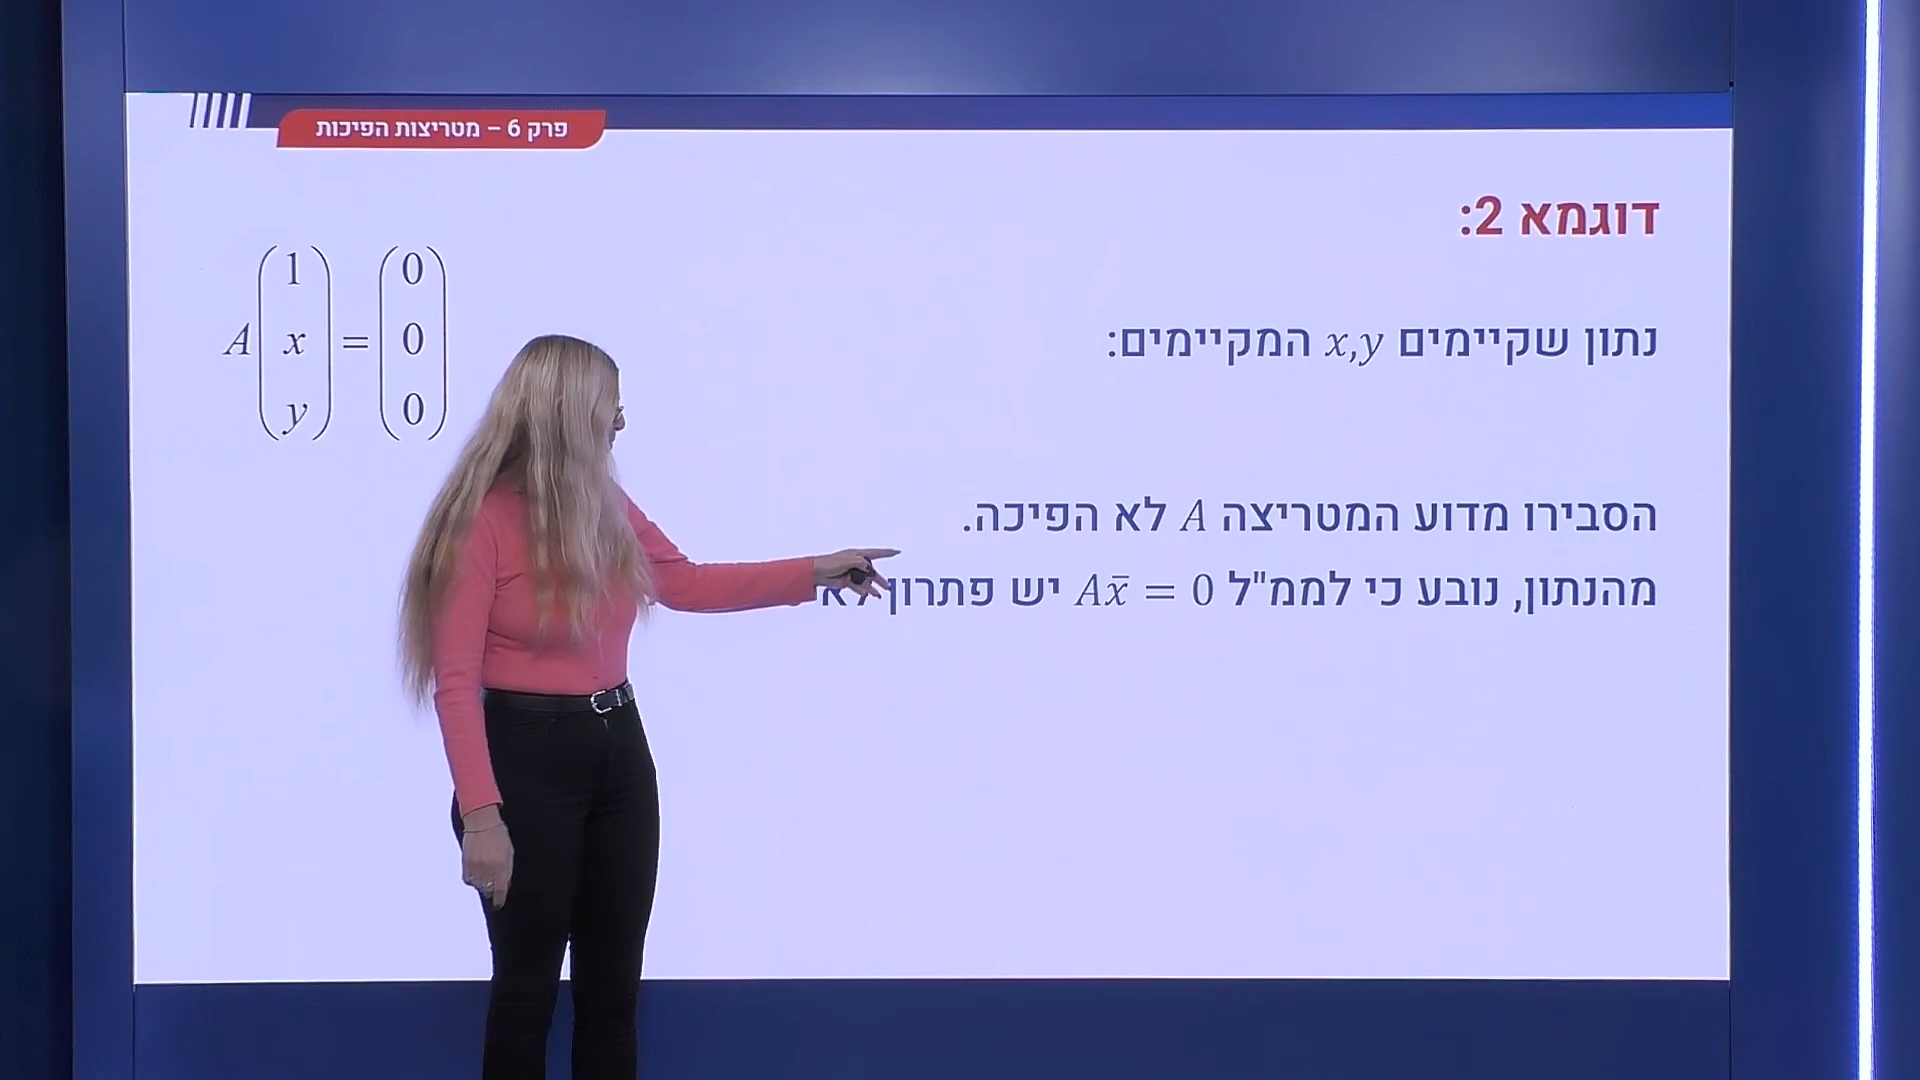 פרק 6 – מטריצות הפיכות
דוגמא 2:
נתון שקיימים x,y המקיימים:
A(1 x y) = (0 0 0)
הסבירו מדוע המטריצה A לא הפיכה.
מהנתון, נובע כי לממ"ל Ax̄ = 0 יש פתרון